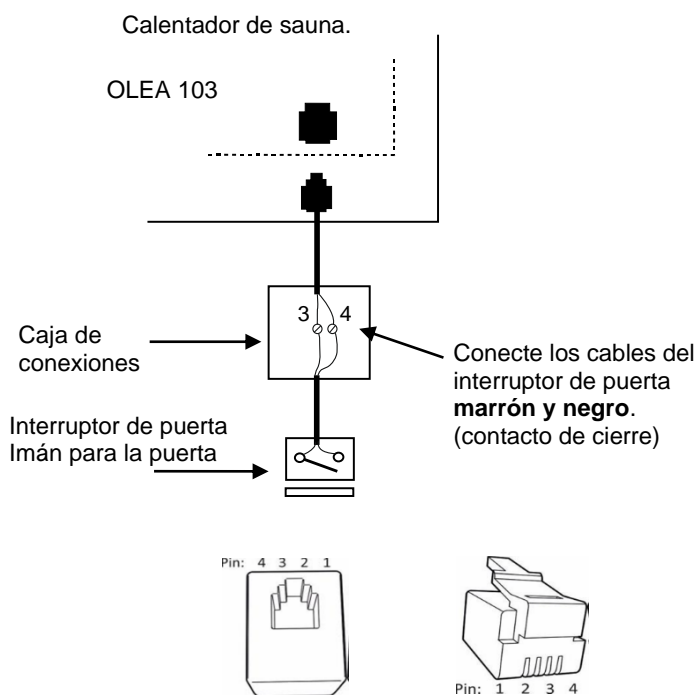 Calentador de sauna.
OLEA 103
3 4
Caja de
conexiones
Conecte los cables del
interruptor de puerta
marrón y negro.
(contacto de cierre)
Interruptor de puerta
Imán para la puerta
Pin: 4 3 2 1
Pin: 1 2 3 4